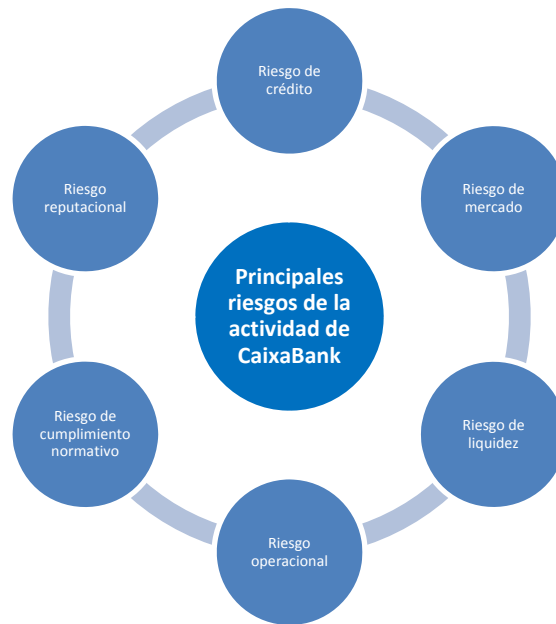 Riesgo de
crédito
Riesgo
reputacional
Riesgo de
mercado
Principales
riesgos de la
actividad de
CaixaBank
Riesgo de
cumplimiento
normativo
Riesgo de
liquidez
Riesgo
operacional